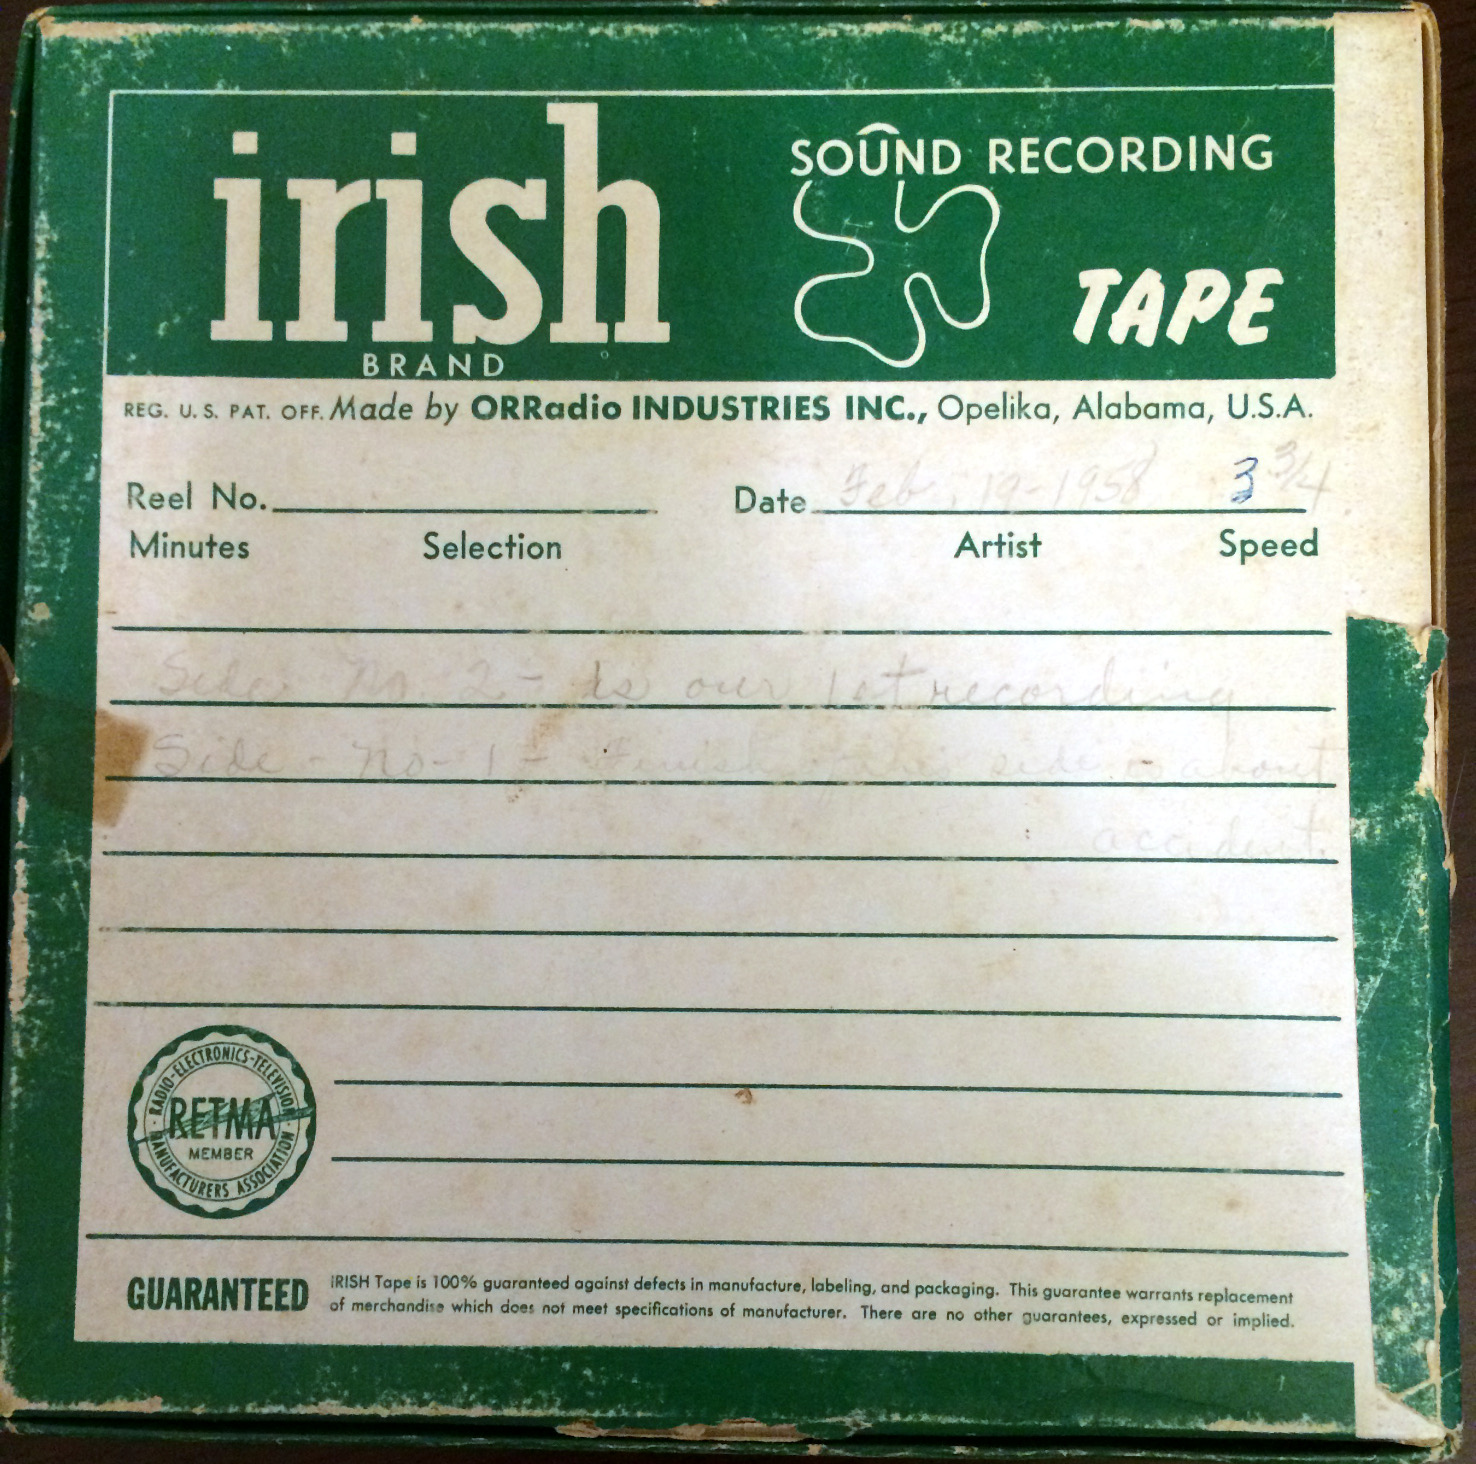 irish
BRAND
SOUND RECORDING
TAPE
REG. U. S. PAT. OFF. Made by ORRadio INDUSTRIES INC., Opelika, Alabama, U.S.A.
Reel No. Date Feb. 19-1958 3 3/4
Minutes Selection Artist Speed
Side No. 2 - is our 1st recording
Side - No - 1 - Finish of this side is about
accident.
RADIO-ELECTRONICS-TELEVISION
RETMA
MEMBER
MANUFACTURERS ASSOCIATION
GUARANTEED
IRISH Tape is 100% guaranteed against defects in manufacture, labeling, and packaging. This guarantee warrants replacement
of merchandise which does not meet specifications of manufacturer. There are no other guarantees, expressed or implied.